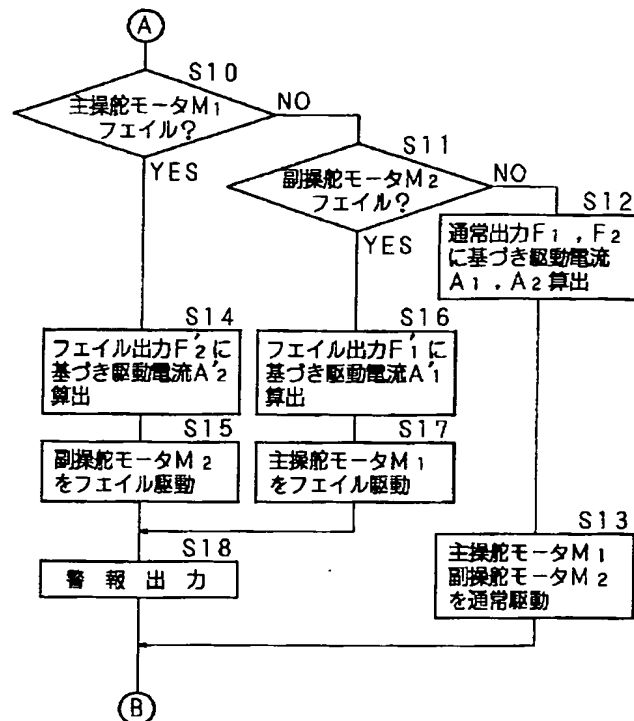 A
S10
主操舵モータM1
フェイル?
NO
YES
S11
副操舵モータM2
フェイル?
NO
YES
S12
通常出力F1,F2
に基づき駆動電流
A1,A2算出
S14
フェイル出力F'2に
基づき駆動電流A'2
算出
S16
フェイル出力F'1に
基づき駆動電流A'1
算出
S15
副操舵モータM2
をフェイル駆動
S17
主操舵モータM1
をフェイル駆動
S18
警報出力
S13
主操舵モータM1
副操舵モータM2
を通常駆動
B